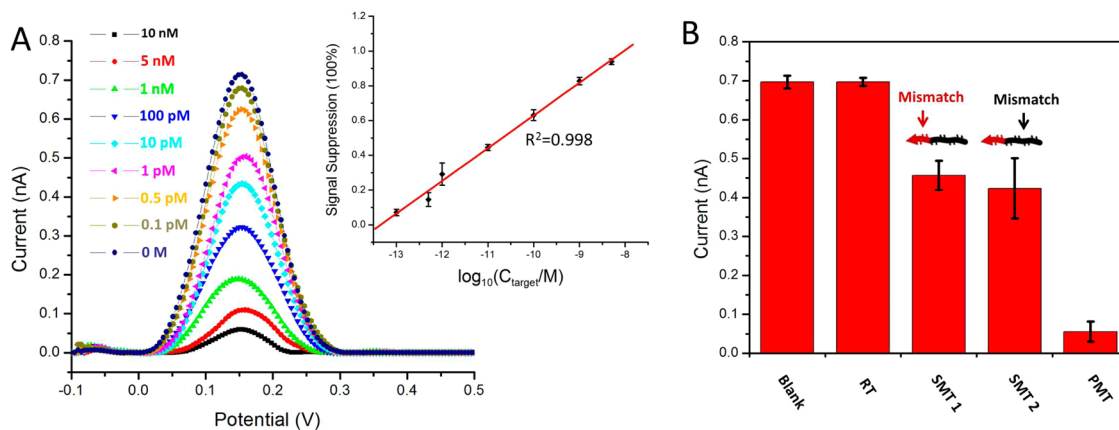 A
10 nM
5 nM
1 nM
100 pM
10 pM
1 pM
0.5 pM
0.1 pM
0 M
0.8
0.7
0.6
0.5
0.4
0.3
0.2
0.1
0.0
Current (nA)
-0.1 0.0 0.1 0.2 0.3 0.4 0.5
Potential (V)
1.2
1.0
0.8
0.6
0.4
0.2
0.0
Signal Suppression (100%)
R²=0.998
-13 -12 -11 -10 -9 -8
log₁₀(C_target/M)
B
0.8
0.7
0.6
0.5
0.4
0.3
0.2
0.1
0.0
Current (nA)
Mismatch Mismatch
Blank RT SMT 1 SMT 2 PMT